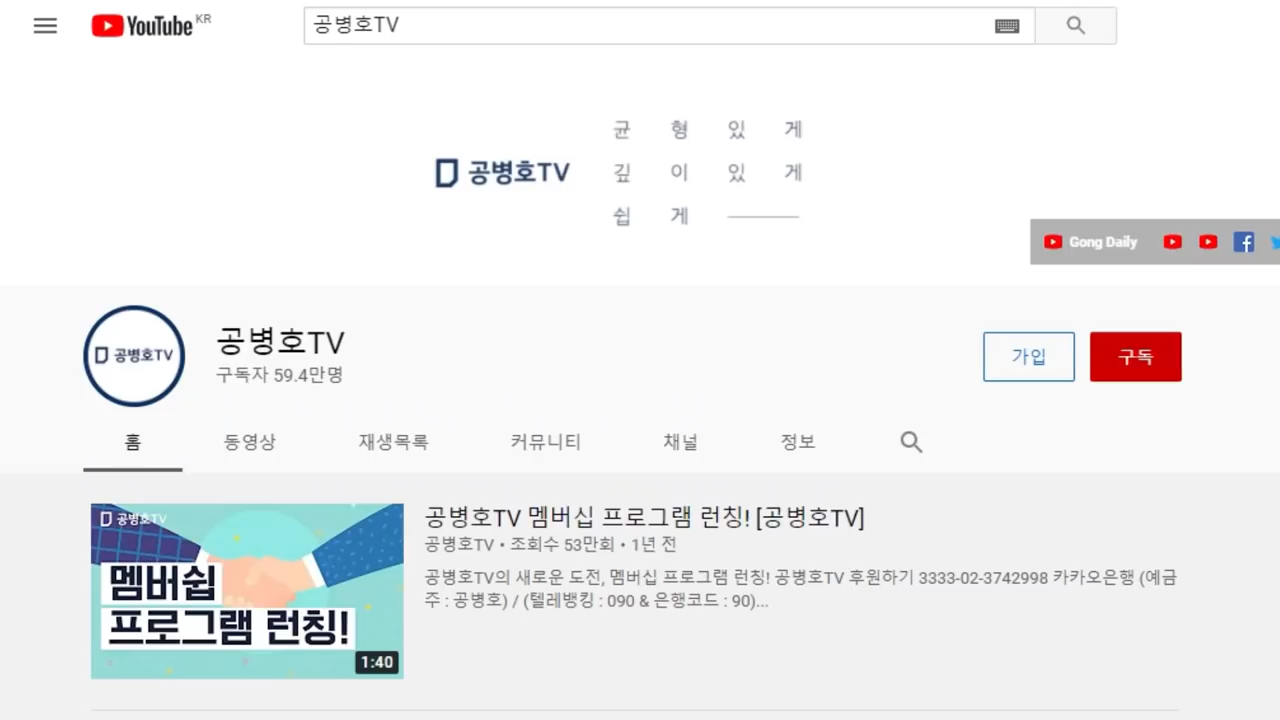 YouTube KR
공병호TV
공병호TV
균 형 있 게
깊 이 있 게
쉽 게
Gong Daily
공병호TV
공병호TV
구독자 59.4만명
가입
구독
홈 동영상 재생목록 커뮤니티 채널 정보
공병호TV
멤버쉽
프로그램 런칭!
1:40
공병호TV 멤버십 프로그램 런칭! [공병호TV]
공병호TV • 조회수 53만회 • 1년 전
공병호TV의 새로운 도전, 멤버십 프로그램 런칭! 공병호TV 후원하기 3333-02-3742998 카카오은행 (예금
주 : 공병호) / (텔레뱅킹 : 090 & 은행코드 : 90)...